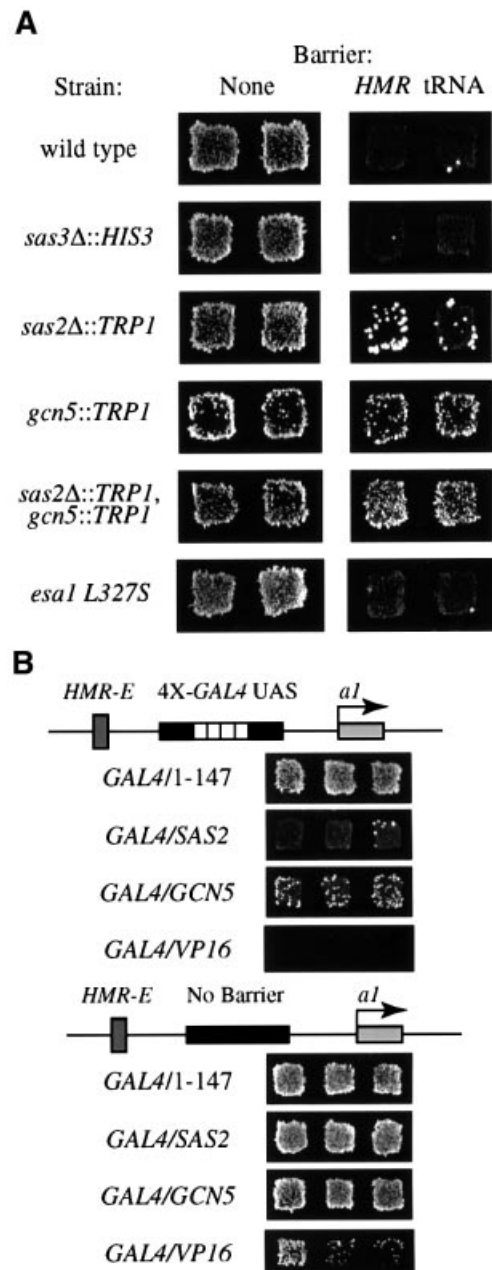 A
Barrier:
Strain: None HMR tRNA
wild type
sas3Δ::HIS3
sas2Δ::TRP1
gcn5::TRP1
sas2Δ::TRP1,
gcn5::TRP1
esa1 L327S
B
HMR-E 4X-GAL4 UAS a1
GAL4/1-147
GAL4/SAS2
GAL4/GCN5
GAL4/VP16
HMR-E No Barrier a1
GAL4/1-147
GAL4/SAS2
GAL4/GCN5
GAL4/VP16